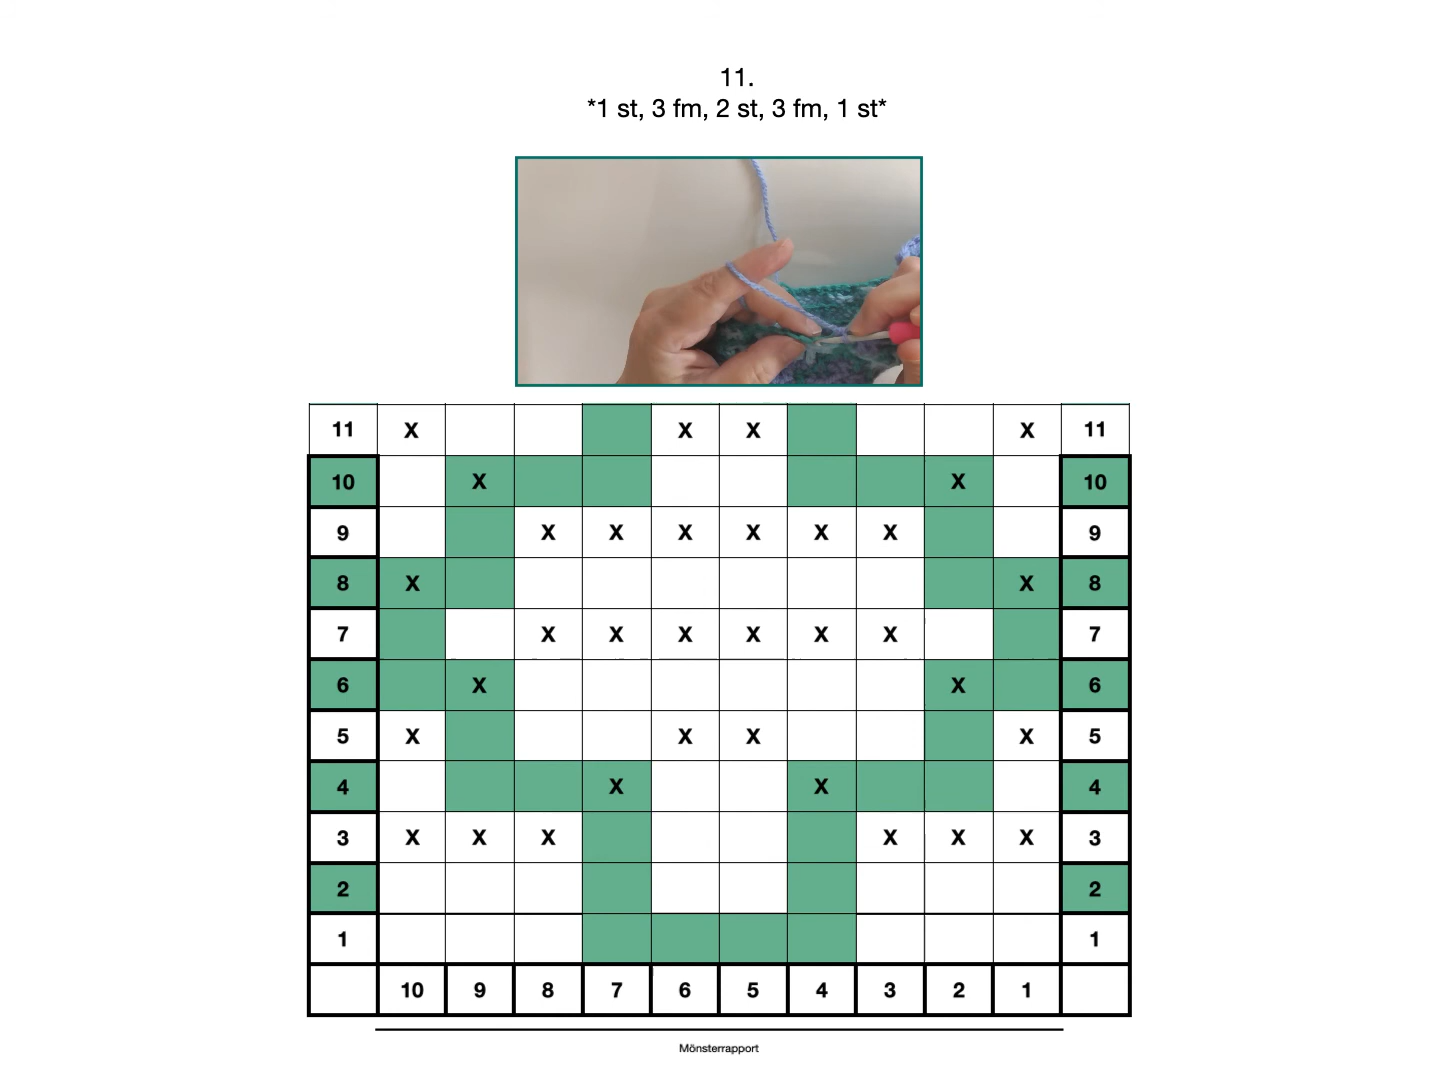 11.
*1 st, 3 fm, 2 st, 3 fm, 1 st*
11 X X X X 11
10 X X 10
9 X X X X X X 9
8 X X 8
7 X X X X X X 7
6 X X 6
5 X X X X 5
4 X X 4
3 X X X X X X 3
2 2
1 1
10 9 8 7 6 5 4 3 2 1
Mönsterrapport